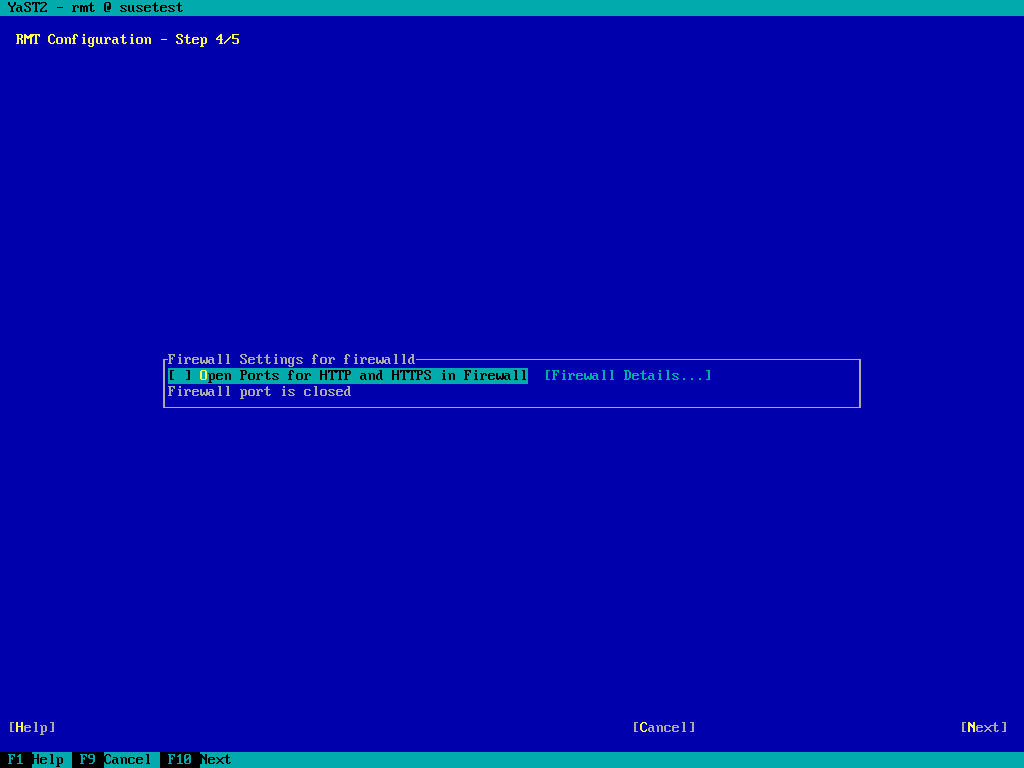 YaST2 - rmt @ susetest
RMT Configuration - Step 4/5
Firewall Settings for firewalld
[ ] Open Ports for HTTP and HTTPS in Firewall [Firewall Details...]
Firewall port is closed
[Help] [Cancel] [Next]
F1 Help F9 Cancel F10 Next